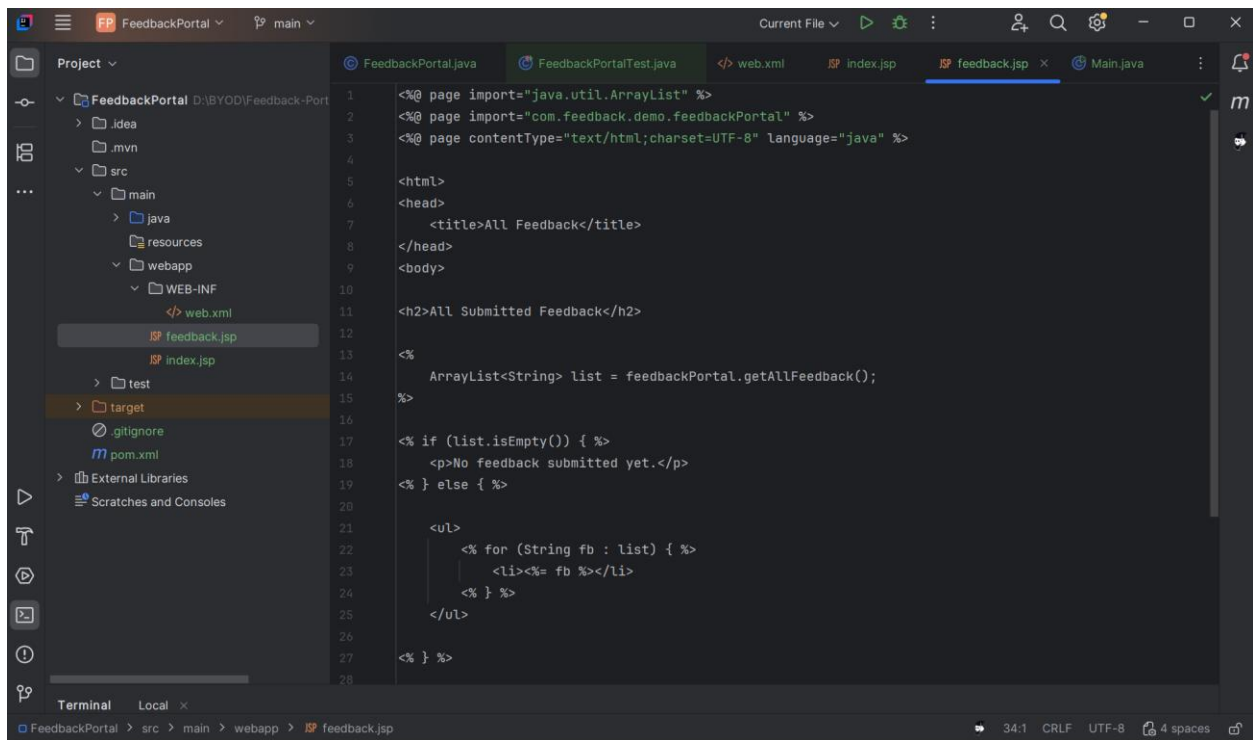 FP FeedbackPortal main Current File
Project
FeedbackPortal.java FeedbackPortalTest.java </> web.xml JSP index.jsp JSP feedback.jsp Main.java
FeedbackPortal D:\BYOD\Feedback-Port
.idea
.mvn
src
main
java
resources
webapp
WEB-INF
</> web.xml
JSP feedback.jsp
JSP index.jsp
test
target
.gitignore
m pom.xml
External Libraries
Scratches and Consoles
1 <%@ page import="java.util.ArrayList" %>
2 <%@ page import="com.feedback.demo.feedbackPortal" %>
3 <%@ page contentType="text/html;charset=UTF-8" language="java" %>
4
5 <html>
6 <head>
7 <title>All Feedback</title>
8 </head>
9 <body>
10
11 <h2>All Submitted Feedback</h2>
12
13 <%
14 ArrayList<String> list = feedbackPortal.getAllFeedback();
15 %>
16
17 <% if (list.isEmpty()) { %>
18 <p>No feedback submitted yet.</p>
19 <% } else { %>
20
21 <ul>
22 <% for (String fb : list) { %>
23 <li><%= fb %></li>
24 <% } %>
25 </ul>
26
27 <% } %>
28
m
Terminal Local
FeedbackPortal > src > main > webapp > JSP feedback.jsp 34:1 CRLF UTF-8 4 spaces